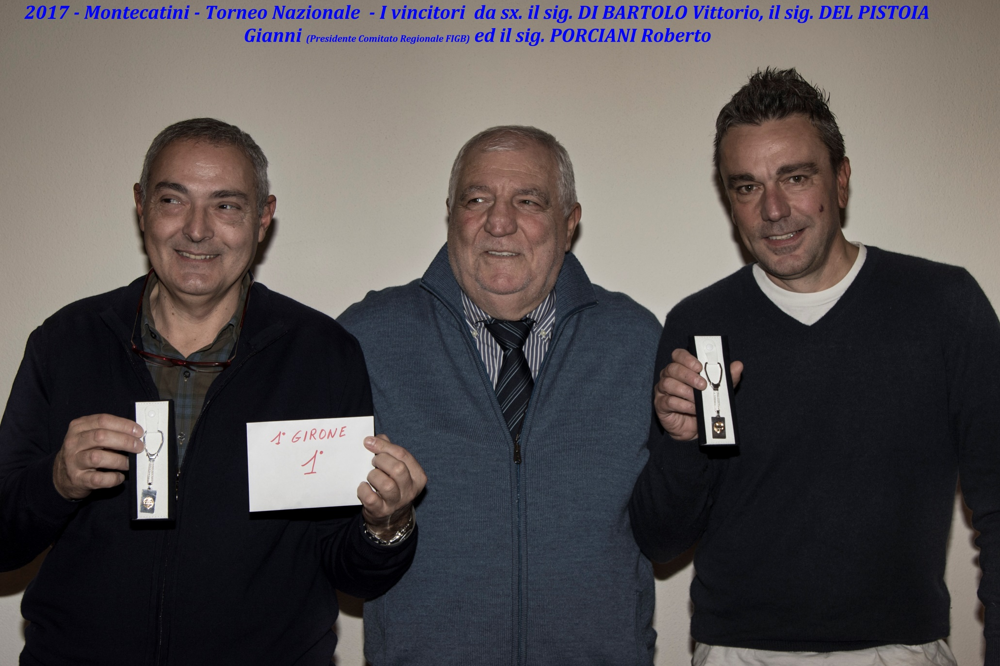 2017 - Montecatini - Torneo Nazionale - I vincitori da sx. il sig. DI BARTOLO Vittorio, il sig. DEL PISTOIA
Gianni (Presidente Comitato Regionale FIGB) ed il sig. PORCIANI Roberto
1° GIRONE
1°